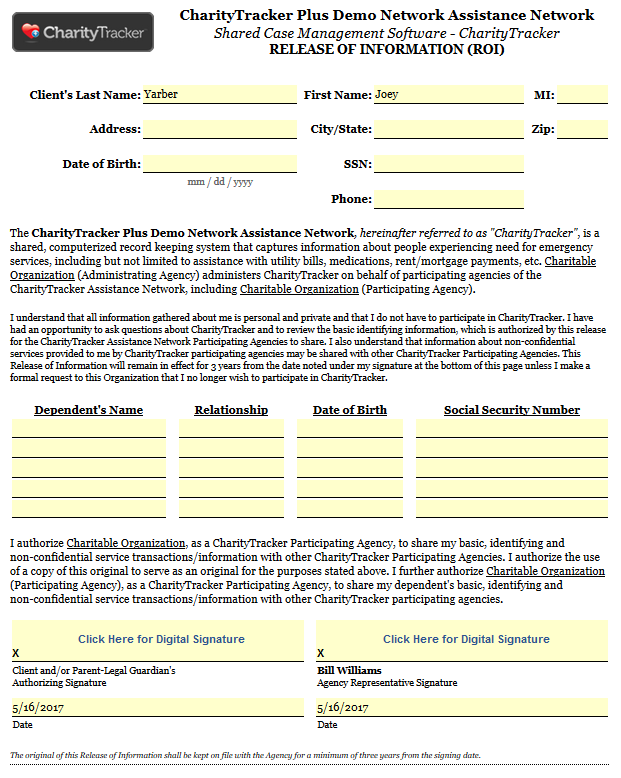 CharityTracker
CharityTracker Plus Demo Network Assistance Network
Shared Case Management Software - CharityTracker
RELEASE OF INFORMATION (ROI)
Client's Last Name: Yarber First Name: Joey MI:
Address: City/State: Zip:
Date of Birth: SSN:
mm / dd / yyyy
Phone:
The CharityTracker Plus Demo Network Assistance Network, hereinafter referred to as "CharityTracker", is a
shared, computerized record keeping system that captures information about people experiencing need for emergency
services, including but not limited to assistance with utility bills, medications, rent/mortgage payments, etc. Charitable
Organization (Administrating Agency) administers CharityTracker on behalf of participating agencies of the
CharityTracker Assistance Network, including Charitable Organization (Participating Agency).
I understand that all information gathered about me is personal and private and that I do not have to participate in CharityTracker. I have
had an opportunity to ask questions about CharityTracker and to review the basic identifying information, which is authorized by this release
for the CharityTracker Assistance Network Participating Agencies to share. I also understand that information about non-confidential
services provided to me by CharityTracker participating agencies may be shared with other CharityTracker Participating Agencies. This
Release of Information will remain in effect for 3 years from the date noted under my signature at the bottom of this page unless I make a
formal request to this Organization that I no longer wish to participate in CharityTracker.
Dependent's Name Relationship Date of Birth Social Security Number
I authorize Charitable Organization, as a CharityTracker Participating Agency, to share my basic, identifying and
non-confidential service transactions/information with other CharityTracker Participating Agencies. I authorize the use
of a copy of this original to serve as an original for the purposes stated above. I further authorize Charitable Organization
(Participating Agency), as a CharityTracker Participating Agency, to share my dependent's basic, identifying and
non-confidential service transactions/information with other CharityTracker participating agencies.
Click Here for Digital Signature Click Here for Digital Signature
X X
Client and/or Parent-Legal Guardian's Bill Williams
Authorizing Signature Agency Representative Signature
5/16/2017 5/16/2017
Date Date
The original of this Release of Information shall be kept on file with the Agency for a minimum of three years from the signing date.